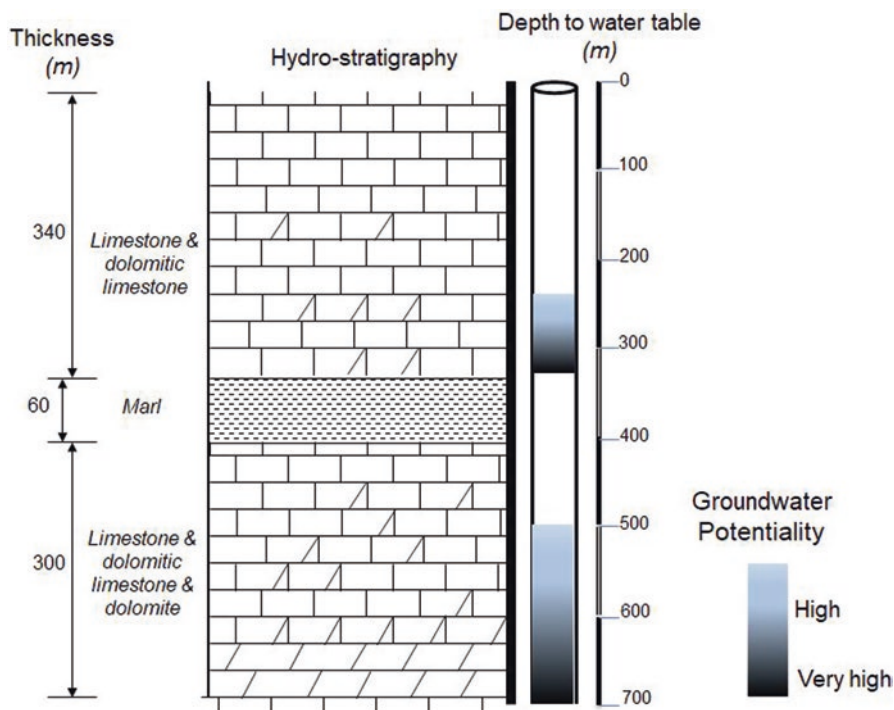 Thickness
(m)
Hydro-stratigraphy
Depth to water table
(m)
0
100
200
300
400
500
600
700
340
Limestone &
dolomitic
limestone
60
Marl
300
Limestone &
dolomitic
limestone &
dolomite
Groundwater
Potentiality
High
Very high